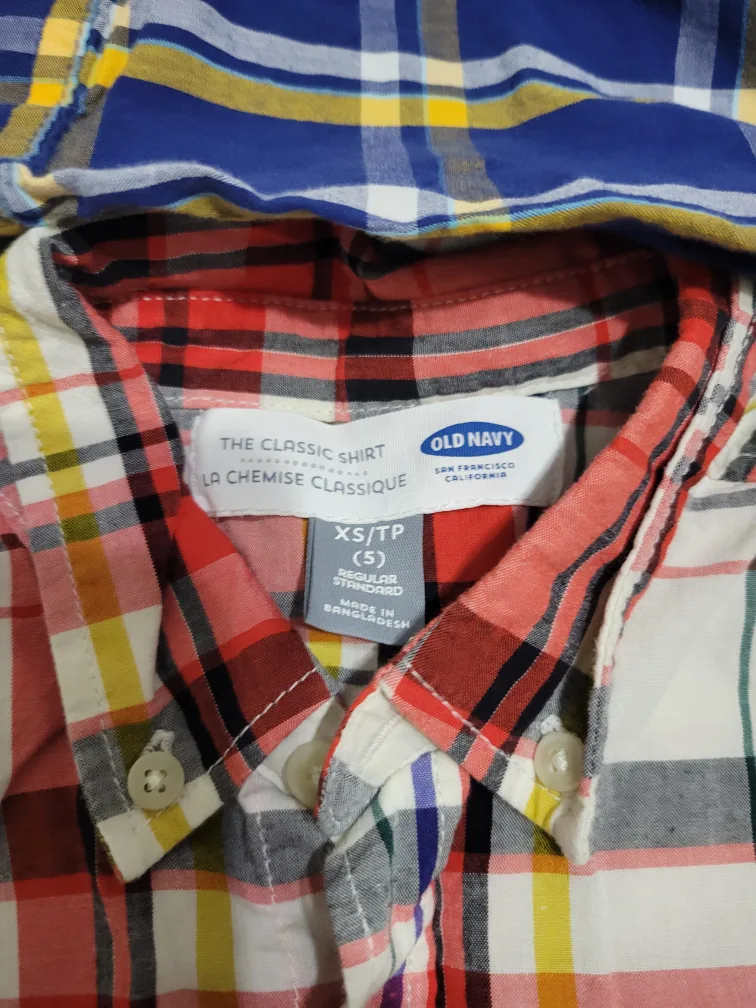 THE CLASSIC SHIRT
LA CHEMISE CLASSIQUE
OLD NAVY
SAN FRANCISCO
CALIFORNIA
XS/TP
(5)
REGULAR
STANDARD
MADE IN
BANGLADESH